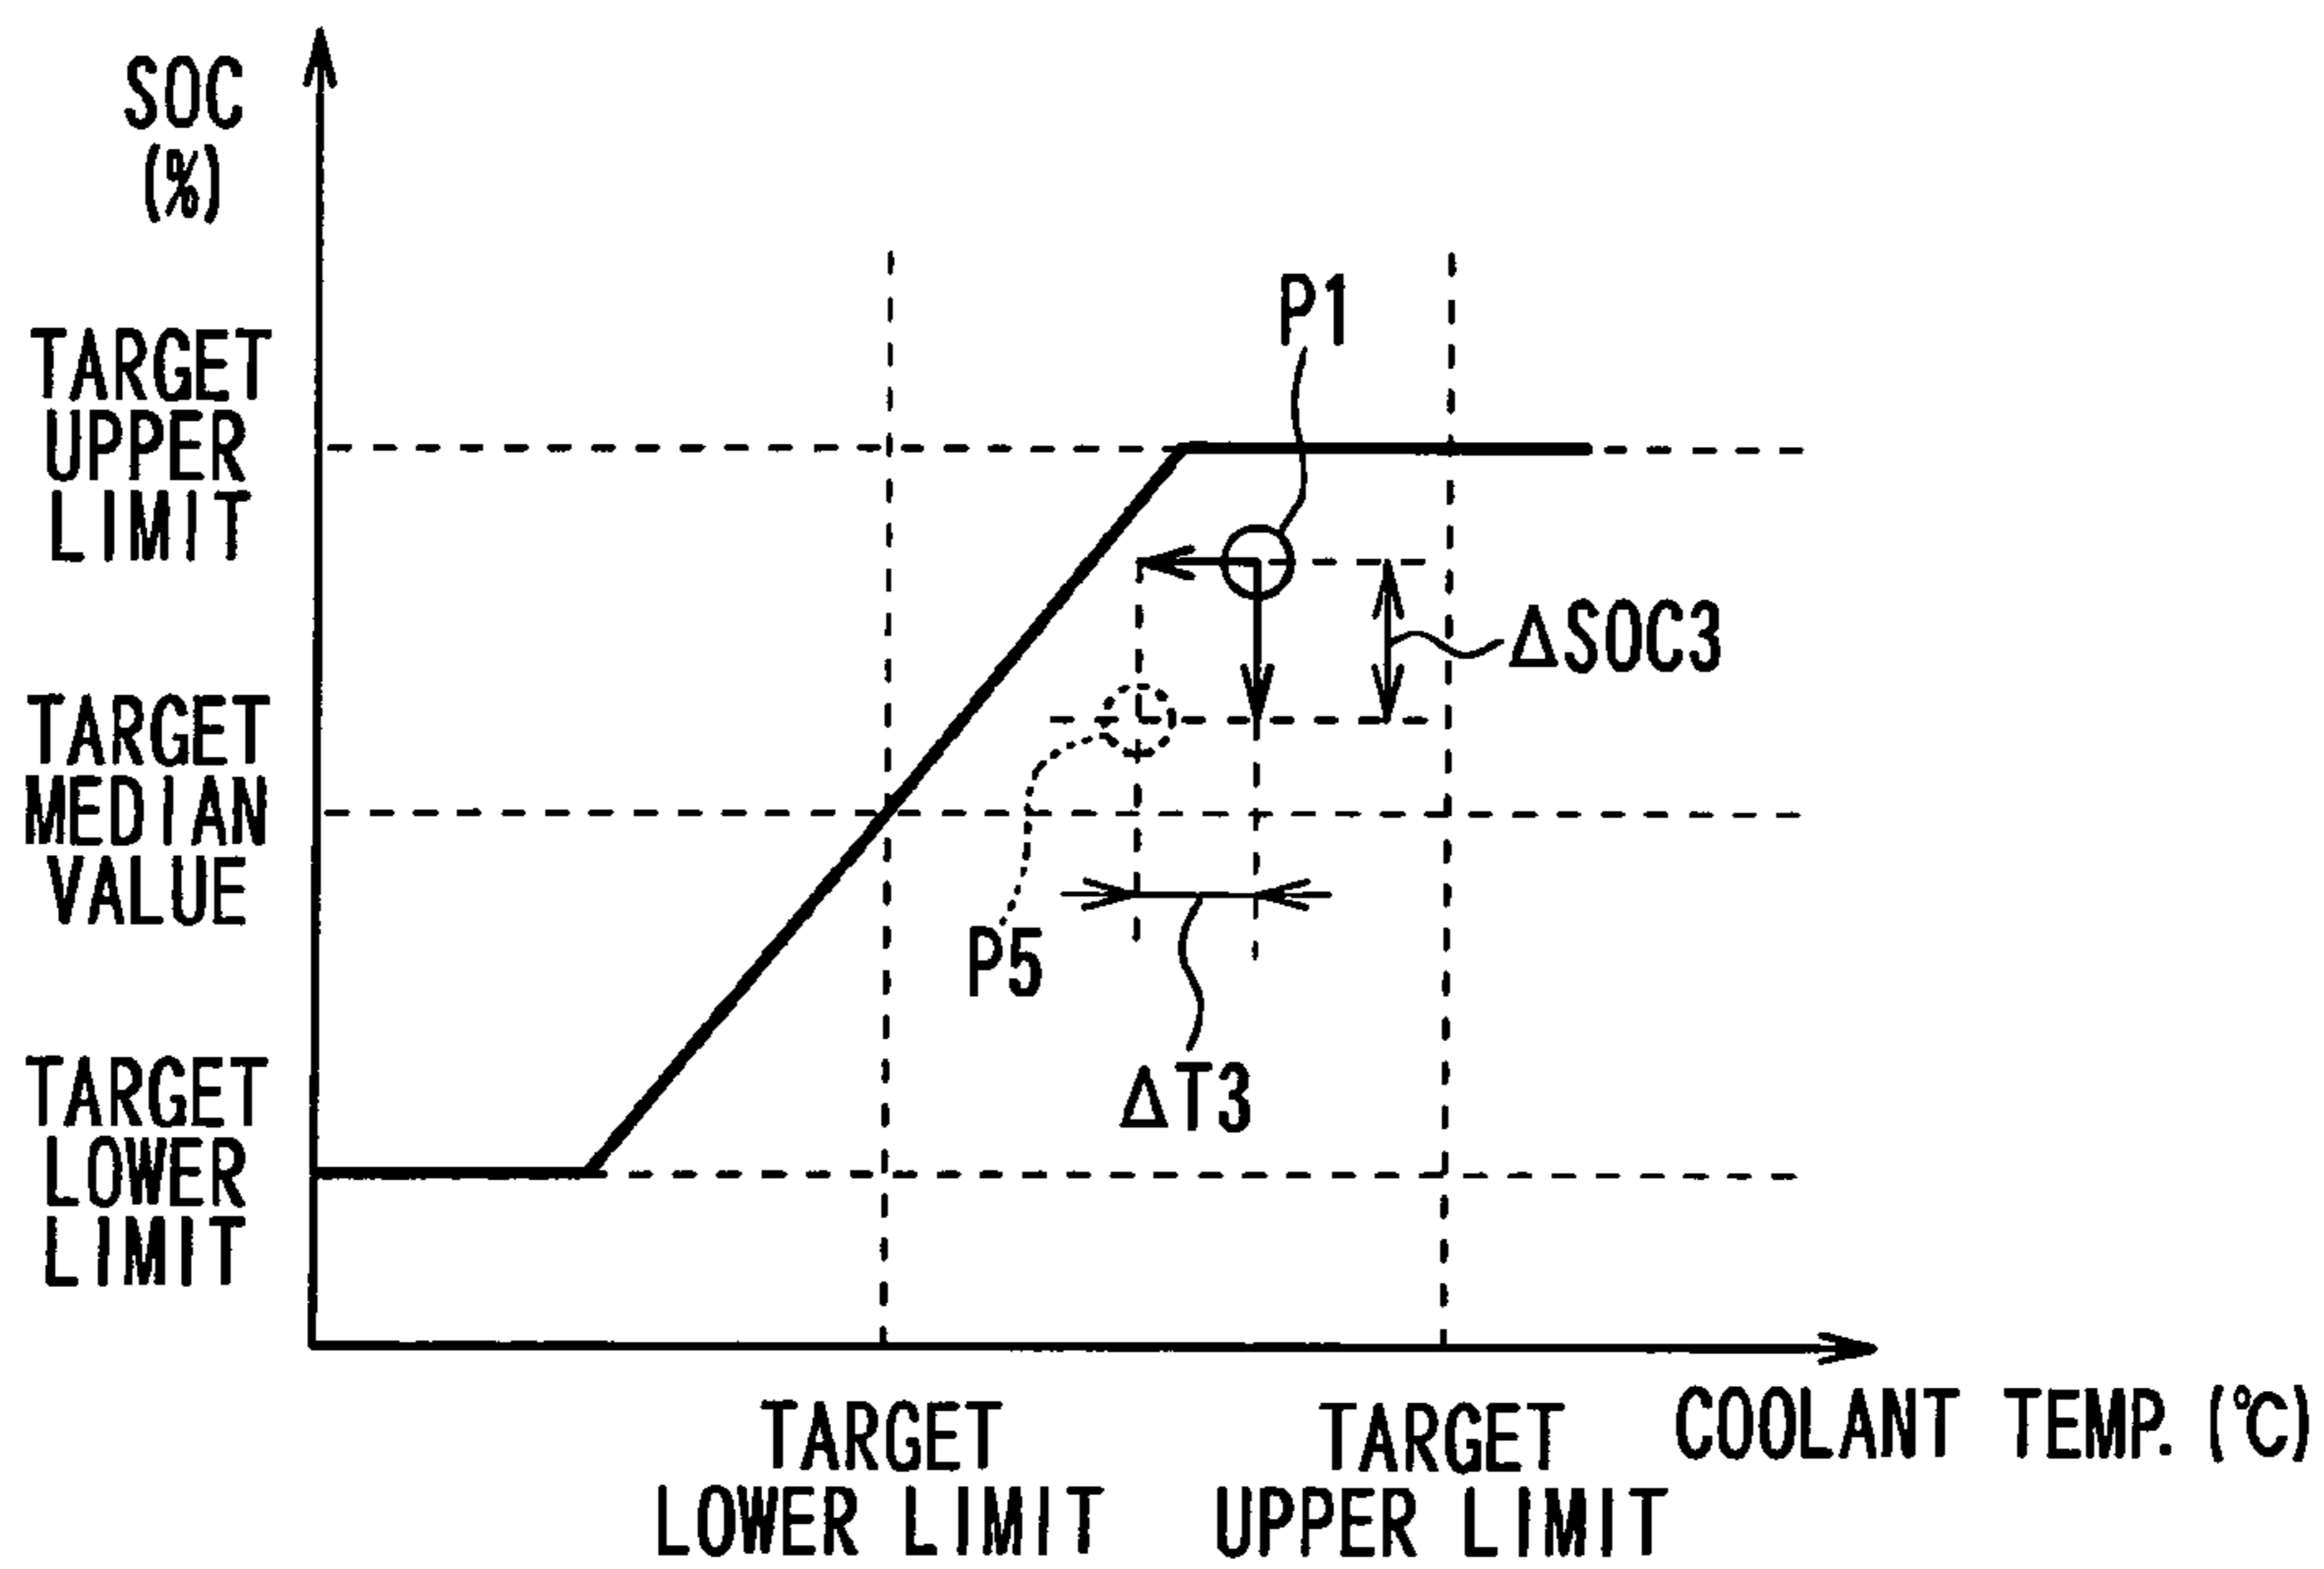 SOC
(%)
P1
TARGET
UPPER
LIMIT
ΔSOC3
TARGET
MEDIAN
VALUE
P5
ΔT3
TARGET
LOWER
LIMIT
TARGET
LOWER LIMIT
TARGET
UPPER LIMIT
COOLANT TEMP. (℃)